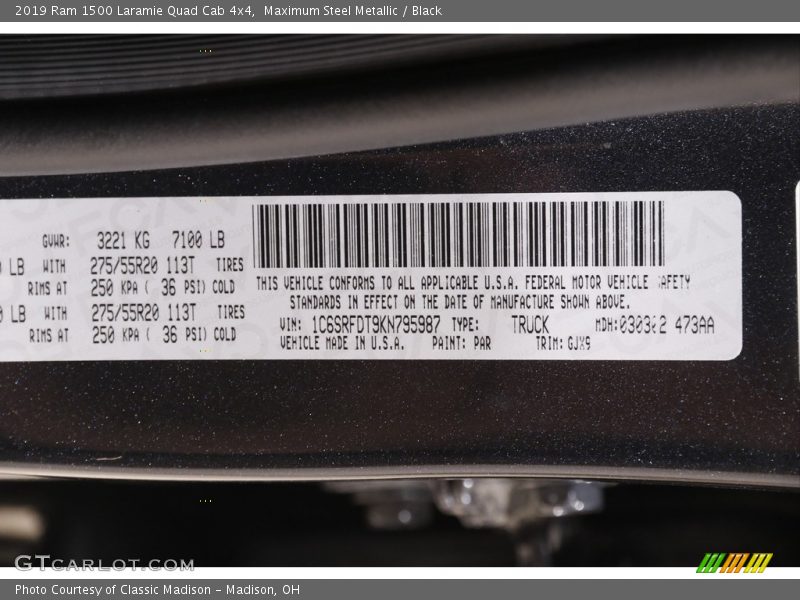 2019 Ram 1500 Laramie Quad Cab 4x4, Maximum Steel Metallic / Black
GVWR: 3221 KG 7100 LB
LB WITH 275/55R20 113T TIRES
RIMS AT 250 KPA ( 36 PSI) COLD
LB WITH 275/55R20 113T TIRES
RIMS AT 250 KPA ( 36 PSI) COLD
THIS VEHICLE CONFORMS TO ALL APPLICABLE U.S.A. FEDERAL MOTOR VEHICLE SAFETY
STANDARDS IN EFFECT ON THE DATE OF MANUFACTURE SHOWN ABOVE.
VIN: 1C6SRFDT9KN795987 TYPE: TRUCK MDH: 473AA
VEHICLE MADE IN U.S.A. PAINT: PAR TRIM:
GTCarLot.com
Photo Courtesy of Classic Madison - Madison, OH